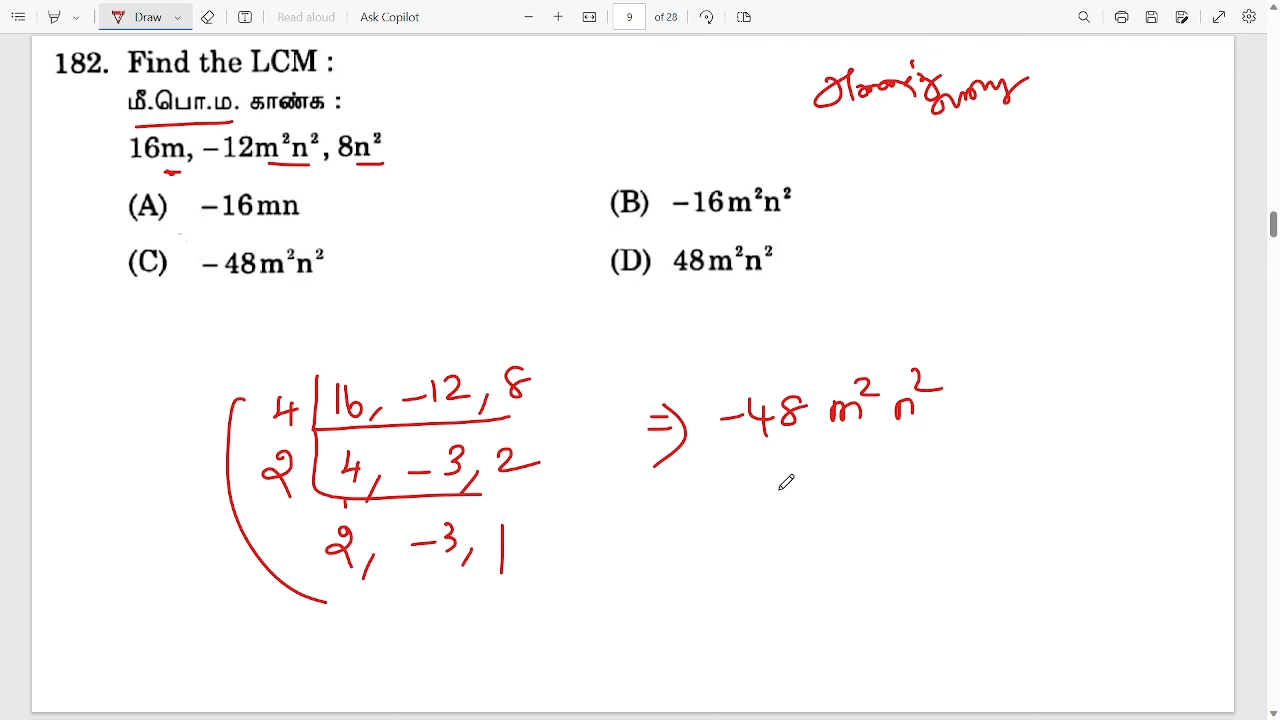 Draw
Read aloud
Ask Copilot
9
of 28
182. Find the LCM :
மீ.பொ.ம. காண்க :
16m, −12m²n², 8n²
(A) −16mn
(B) −16m²n²
(C) −48m²n²
(D) 48m²n²
4 | 16, −12, 8
2 | 4, −3, 2
2, −3, 1
⇒ −48 m² n²